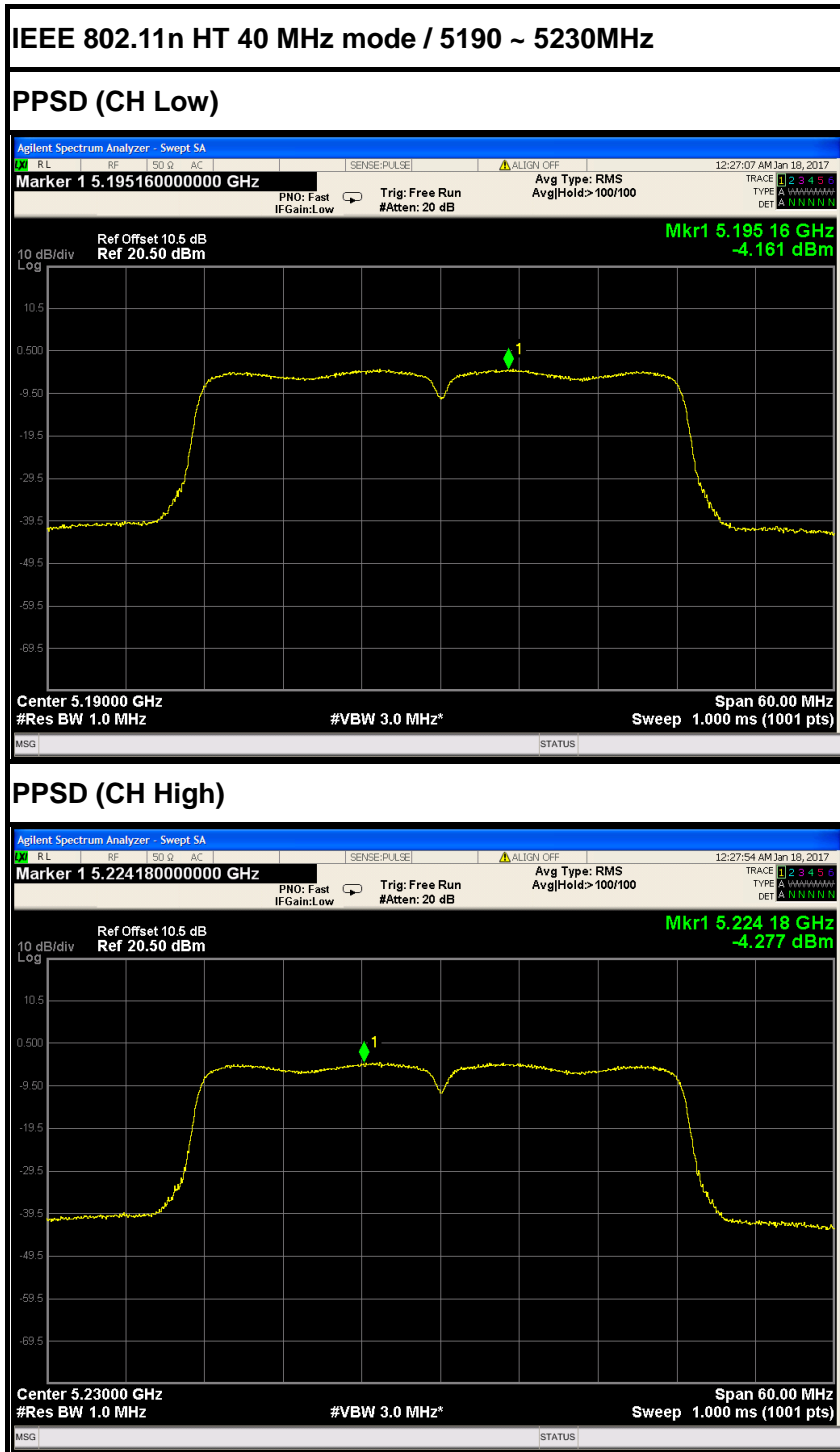 IEEE 802.11n HT 40 MHz mode / 5190 ~ 5230MHz
PPSD (CH Low)
Agilent Spectrum Analyzer - Swept SA
LXI RL RF 50 Ω AC SENSE:PULSE ALIGN OFF 12:27:07 AM Jan 18, 2017
Marker 1 5.195160000000 GHz
PNO: Fast
IFGain:Low
Trig: Free Run
#Atten: 20 dB
Avg Type: RMS
Avg|Hold:>100/100
TRACE 1 2 3 4 5 6
TYPE A WWWWW
DET A N N N N N
Mkr1 5.195 16 GHz
-4.161 dBm
Ref Offset 10.5 dB
10 dB/div Ref 20.50 dBm
Log
10.5
0.500
-9.50
-19.5
-29.5
-39.5
-49.5
-59.5
-69.5
1
Center 5.19000 GHz Span 60.00 MHz
#Res BW 1.0 MHz #VBW 3.0 MHz* Sweep 1.000 ms (1001 pts)
MSG STATUS
PPSD (CH High)
Agilent Spectrum Analyzer - Swept SA
LXI RL RF 50 Ω AC SENSE:PULSE ALIGN OFF 12:27:54 AM Jan 18, 2017
Marker 1 5.224180000000 GHz
PNO: Fast
IFGain:Low
Trig: Free Run
#Atten: 20 dB
Avg Type: RMS
Avg|Hold:>100/100
TRACE 1 2 3 4 5 6
TYPE A WWWWW
DET A N N N N N
Mkr1 5.224 18 GHz
-4.277 dBm
Ref Offset 10.5 dB
10 dB/div Ref 20.50 dBm
Log
10.5
0.500
-9.50
-19.5
-29.5
-39.5
-49.5
-59.5
-69.5
1
Center 5.23000 GHz Span 60.00 MHz
#Res BW 1.0 MHz #VBW 3.0 MHz* Sweep 1.000 ms (1001 pts)
MSG STATUS